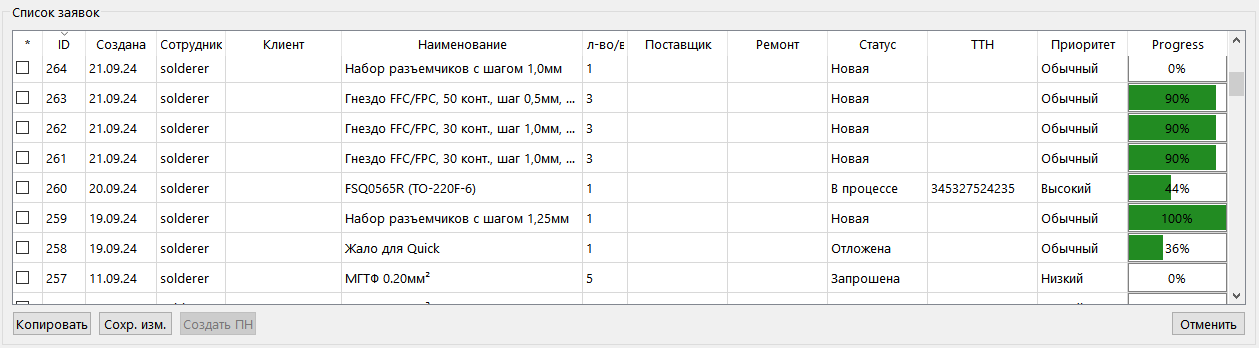 Список заявок
* ID Создана Сотрудник Клиент Наименование л-во/в Поставщик Ремонт Статус ТТН Приоритет Progress
264 21.09.24 solderer Набор разъемчиков с шагом 1,0мм 1 Новая Обычный 0%
263 21.09.24 solderer Гнездо FFC/FPC, 50 конт., шаг 0,5мм, ... 3 Новая Обычный 90%
262 21.09.24 solderer Гнездо FFC/FPC, 30 конт., шаг 1,0мм, ... 3 Новая Обычный 90%
261 21.09.24 solderer Гнездо FFC/FPC, 30 конт., шаг 1,0мм, ... 3 Новая Обычный 90%
260 20.09.24 solderer FSQ0565R (TO-220F-6) 1 В процессе 345327524235 Высокий 44%
259 19.09.24 solderer Набор разъемчиков с шагом 1,25мм 1 Новая Обычный 100%
258 19.09.24 solderer Жало для Quick 1 Отложена Обычный 36%
257 11.09.24 solderer МГТФ 0.20мм² 5 Запрошена Низкий 0%
Копировать Сохр. изм. Создать ПН Отменить